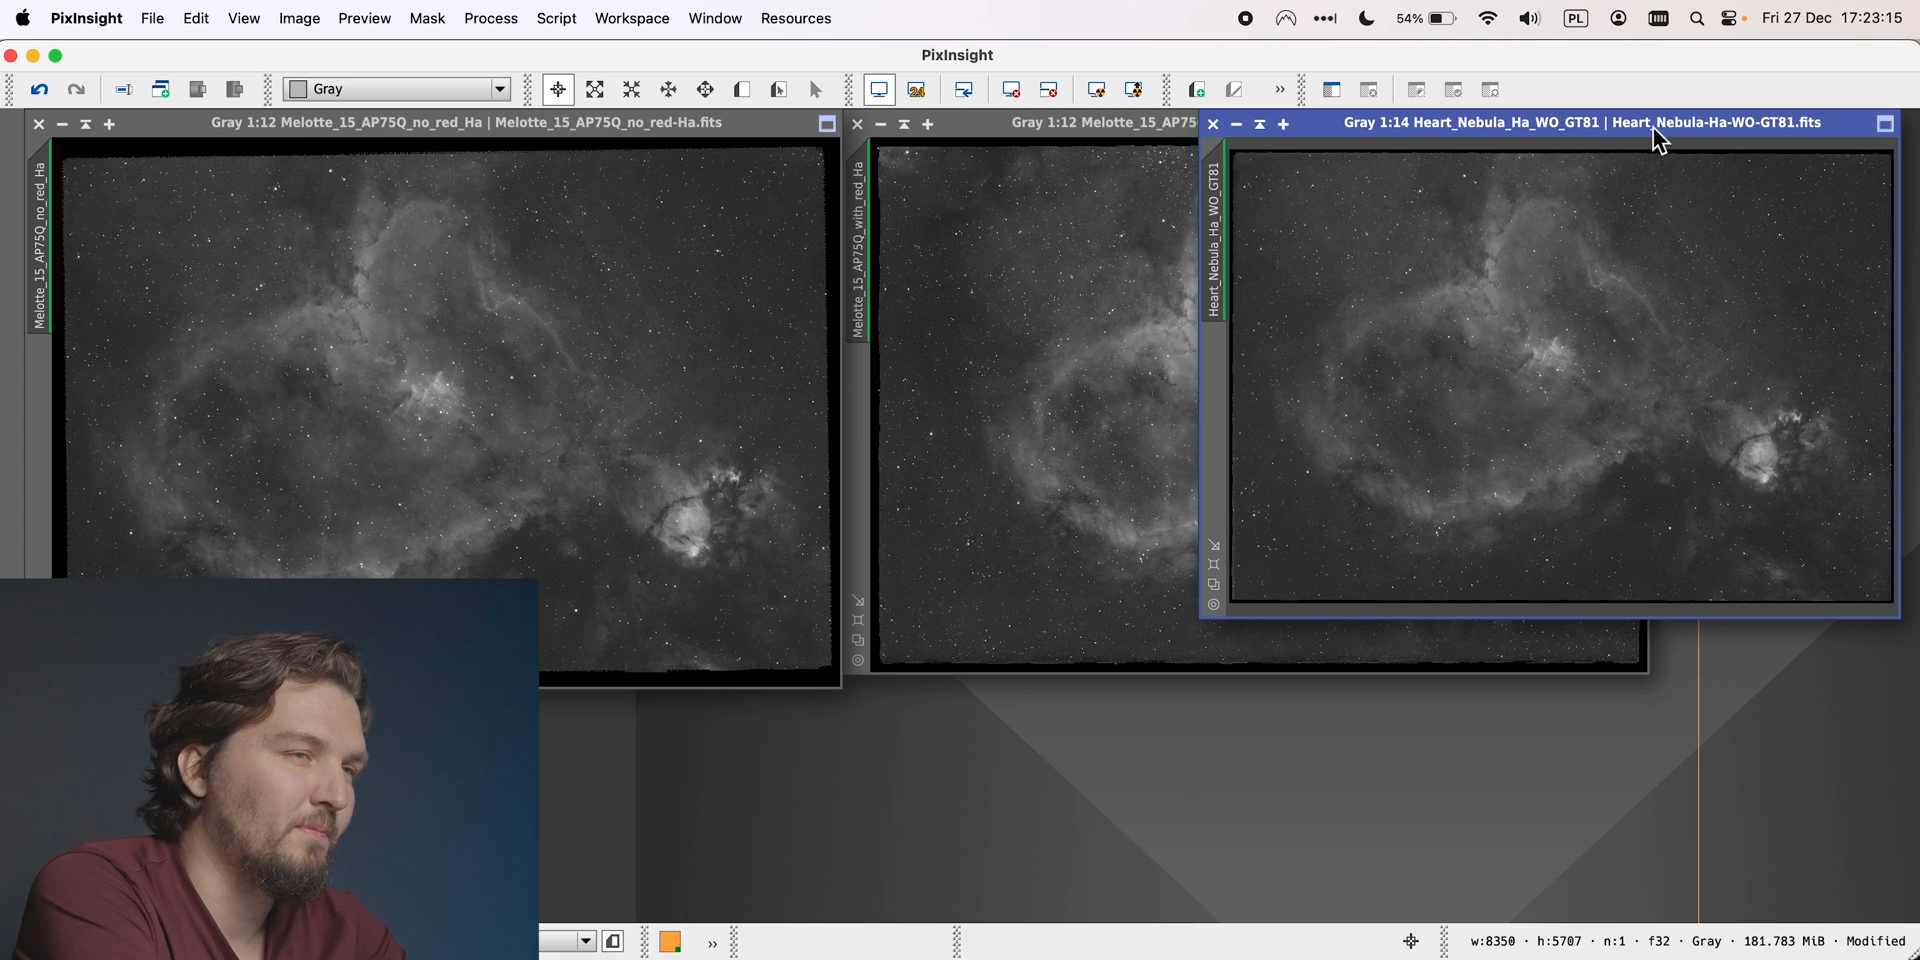 PixInsight File Edit View Image Preview Mask Process Script Workspace Window Resources 54% PL Fri 27 Dec 17:23:15
PixInsight
Gray
Gray 1:12 Melotte_15_AP75Q_no_red_Ha | Melotte_15_AP75Q_no_red-Ha.fits
Gray 1:12 Melotte_15_AP75
Gray 1:14 Heart_Nebula_Ha_WO_GT81 | Heart_Nebula-Ha-WO-GT81.fits
Melotte_15_AP75Q_no_red_Ha
Melotte_15_AP75Q_with_red_Ha
Heart_Nebula_Ha_WO_GT81
w:8350 · h:5707 · n:1 · f32 · Gray · 181.783 MiB · Modified